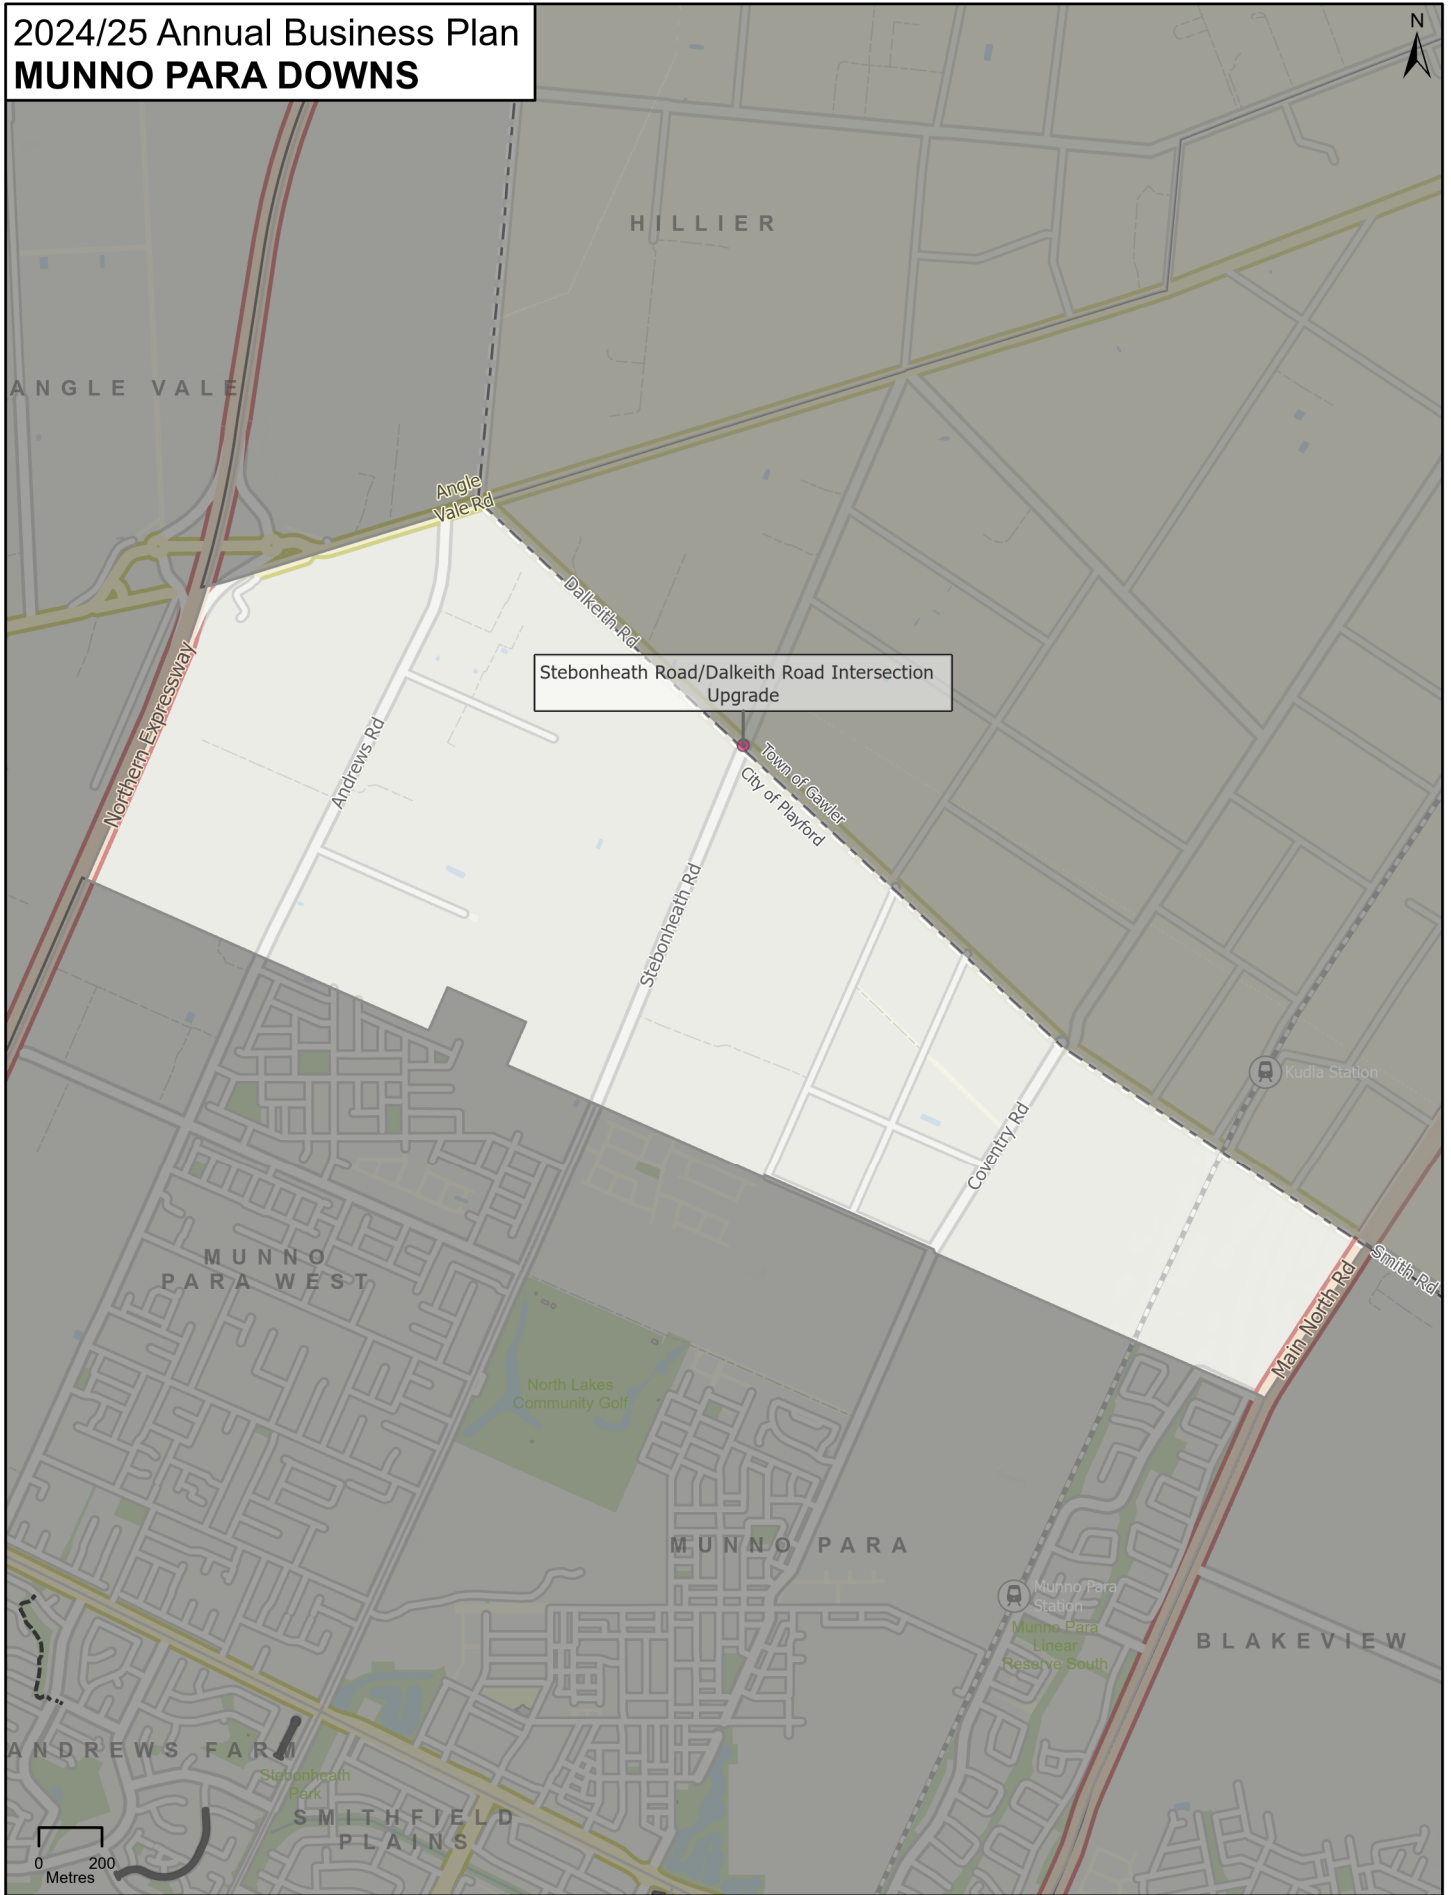 2024/25 Annual Business Plan
MUNNO PARA DOWNS
N
HILLIER
ANGLE VALE
Angle
Vale Rd
Dalkeith Rd
Stebonheath Road/Dalkeith Road Intersection
Upgrade
Northern Expressway
Andrews Rd
Town of Gawler
City of Playford
Stebonheath Rd
Kudla Station
Coventry Rd
MUNNO
PARA WEST
Smith Rd
Main North Rd
North Lakes
Community Golf
MUNNO PARA
Munno Para
Station
Munno Para
Linear
Reserve South
BLAKEVIEW
ANDREWS FARM
Stebonheath
Park
SMITHFIELD
PLAINS
0 200
Metres